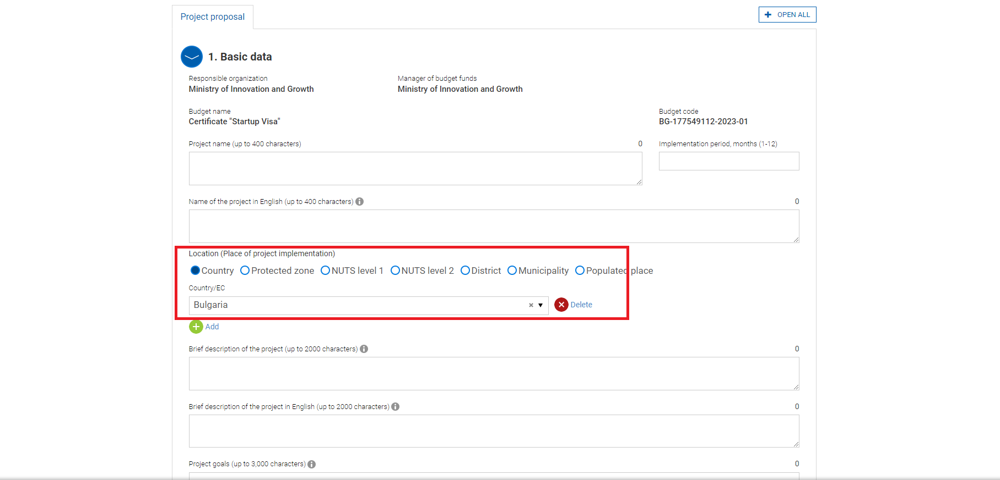 Project proposal
OPEN ALL
1. Basic data
Responsible organization
Manager of budget funds
Ministry of Innovation and Growth
Ministry of Innovation and Growth
Budget name
Budget code
Certificate "Startup Visa"
BG-177549112-2023-01
Project name (up to 400 characters)
0
Implementation period, months (1-12)
Name of the project in English (up to 400 characters)
0
Location (Place of project implementation)
Country Protected zone NUTS level 1 NUTS level 2 District Municipality Populated place
Country/EC
Bulgaria
Delete
Add
Brief description of the project (up to 2000 characters)
0
Brief description of the project in English (up to 2000 characters)
0
Project goals (up to 3,000 characters)
0